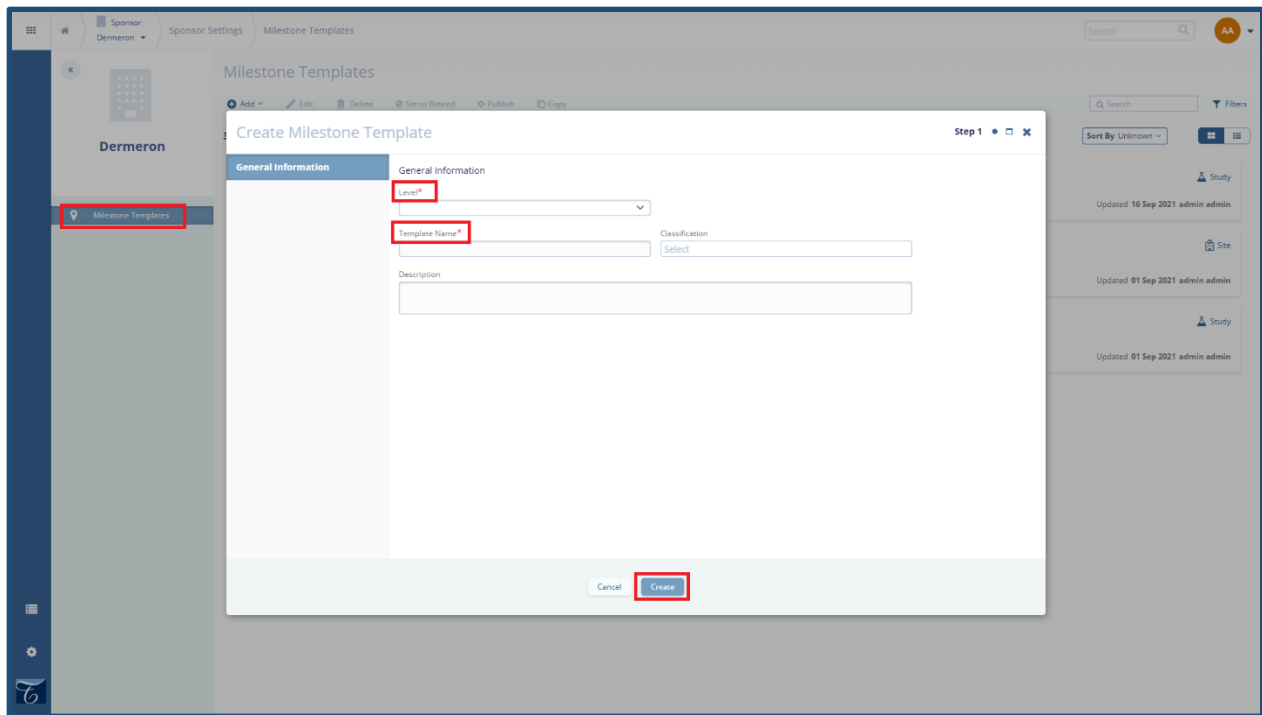 Sponsor
Dermeron
Sponsor Settings
Milestone Templates
Search
AA
Milestone Templates
Add
Edit
Delete
Set to Retired
Publish
Copy
Search
Filters
Dermeron
Create Milestone Template
Step 1
Sort By Unknown
General Information
General Information
Study
Level*
Milestone Templates
Updated 16 Sep 2021 admin admin
Template Name*
Classification
Select
Site
Description
Updated 01 Sep 2021 admin admin
Study
Updated 01 Sep 2021 admin admin
Cancel
Create